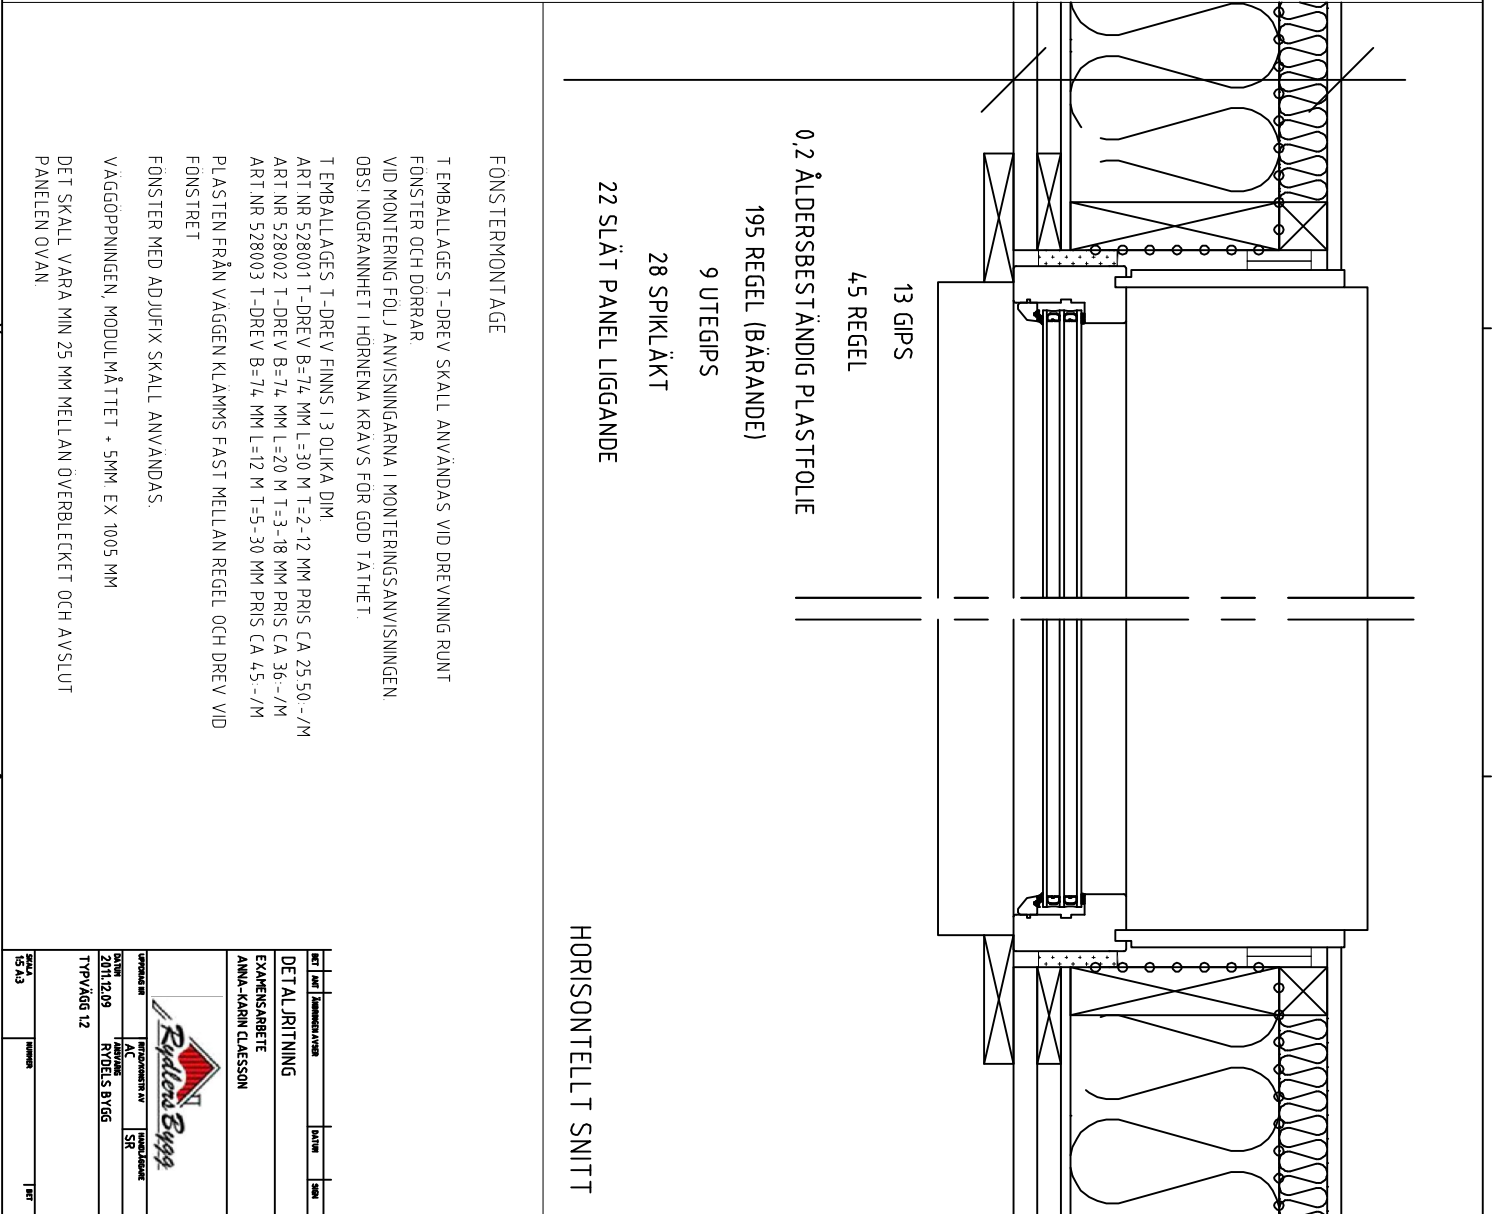 13 GIPS
45 REGEL
0,2 ÅLDERSBESTÄNDIG PLASTFOLIE
195 REGEL (BÄRANDE)
9 UTEGIPS
28 SPIKLÄKT
22 SLÄT PANEL LIGGANDE
HORISONTELLT SNITT
FÖNSTERMONTAGE
T EMBALLAGES T-DREV SKALL ANVÄNDAS VID DREVNING RUNT
FÖNSTER OCH DÖRRAR.
VID MONTERING FÖLJ ANVISNINGARNA I MONTERINGSANVISNINGEN.
OBS! NOGRANNHET I HÖRNENA KRÄVS FÖR GOD TÄTHET.
T EMBALLAGES T-DREV FINNS I 3 OLIKA DIM.
ART.NR 528001 T-DREV B=74 MM L=30 M T=2-12 MM PRIS CA 25.50:-/M
ART.NR 528002 T-DREV B=74 MM L=20 M T=3-18 MM PRIS CA 36:-/M
ART.NR 528003 T-DREV B=74 MM L=12 M T=5-30 MM PRIS CA 45:-/M
PLASTEN FRÅN VÄGGEN KLÄMMS FAST MELLAN REGEL OCH DREV VID
FÖNSTRET
FÖNSTER MED ADJUFIX SKALL ANVÄNDAS.
VÄGGÖPPNINGEN, MODULMÅTTET + 5MM. EX 1005 MM
DET SKALL VARA MIN 25 MM MELLAN ÖVERBLECKET OCH AVSLUT
PANELEN OVAN.
BET ANT ÄNDRINGEN AVSER DATUM SIGN
DETALJRITNING
EXAMENSARBETE
ANNA-KARIN CLAESSON
Rydlers Bygg
UPPDRAG NR RITAD/KONSTR AV HANDLÄGGARE
AC SR
DATUM ANSVARIG
2011.12.09 RYDELS BYGG
TYPVÄGG 1.2
SKALA NUMMER BET
1:5 A:3